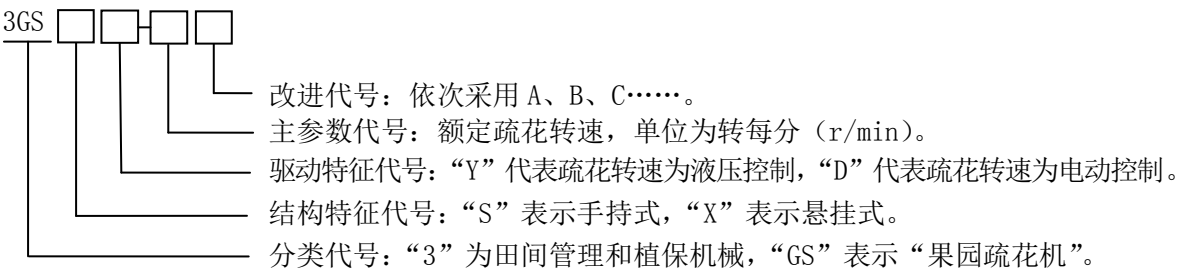 3GS□□-□□
改进代号：依次采用 A、B、C……。
主参数代号：额定疏花转速，单位为转每分（r/min）。
驱动特征代号：“Y”代表疏花转速为液压控制，“D”代表疏花转速为电动控制。
结构特征代号：“S”表示手持式，“X”表示悬挂式。
分类代号：“3”为田间管理和植保机械，“GS”表示“果园疏花机”。